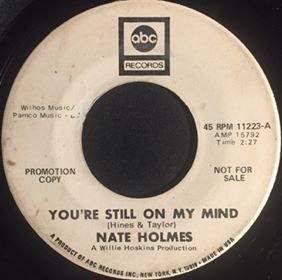 abc
RECORDS
Wilhos Music/
Pamco Music -
45 RPM 11223-A
AMP 15792
Time 2:27
PROMOTION
COPY
NOT FOR
SALE
YOU'RE STILL ON MY MIND
(Hines & Taylor)
NATE HOLMES
A Willie Hoskins Production
A PRODUCT OF ABC RECORDS INC. NEW YORK, N.Y. 10019 • MADE IN USA